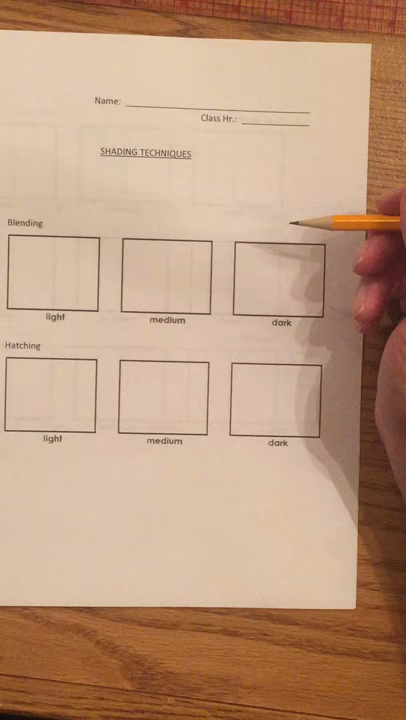 Name:
Class Hr.:
SHADING TECHNIQUES
Blending
light medium dark
Hatching
light medium dark